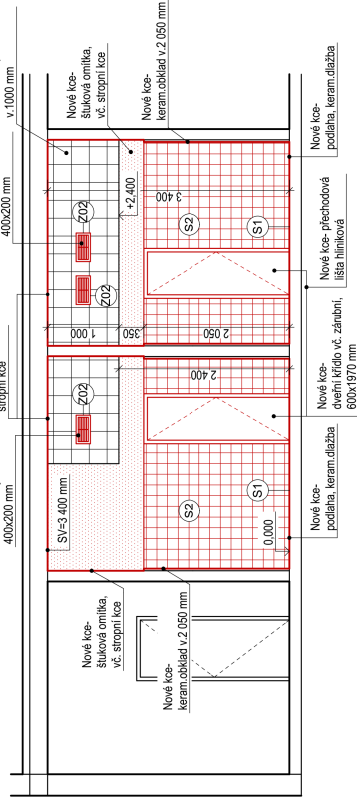 400x200 mm
stropní kce
400x200 mm
v.1000 mm
Nové kce-
štuková omítka,
vč. stropní kce
Nové kce-
keram.obklad v.2 050 mm
SV=3 400 mm
Z02
Z02
Z02
+2,400
1 000
350
2 050
2 400
3 400
S2
S1
S2
S1
0,000
Nové kce-
štuková omítka,
vč. stropní kce
Nové kce-
keram.obklad v.2 050 mm
Nové kce-
podlaha, keram.dlažba
Nové kce-
dveřní křídlo vč. zárubní,
600x1970 mm
Nové kce- přechodová
lišta hliníková
Nové kce-
podlaha, keram.dlažba